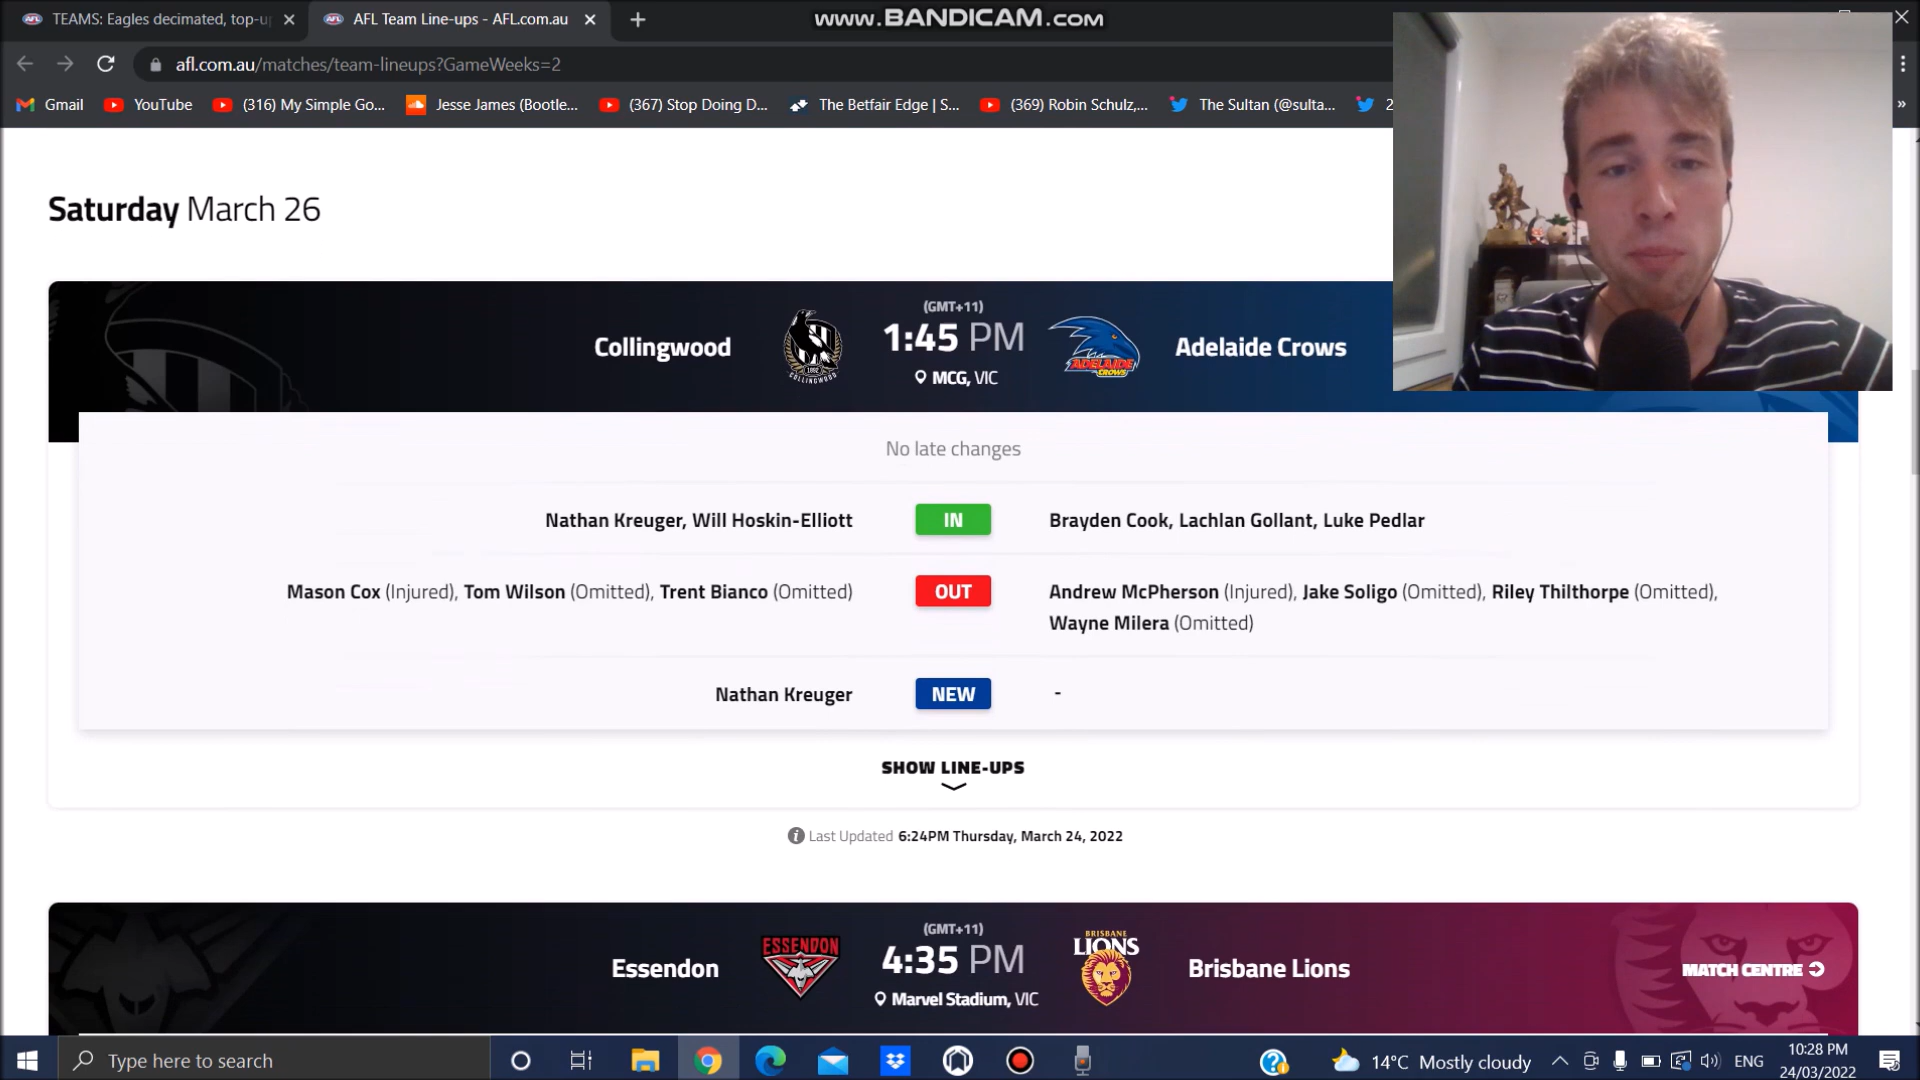 TEAMS: Eagles decimated, top-u
AFL Team Line-ups - AFL.com.au
www.BANDICAM.com
afl.com.au/matches/team-lineups?GameWeeks=2
Gmail
YouTube
(316) My Simple Go...
Jesse James (Bootle...
(367) Stop Doing D...
The Betfair Edge | S...
(369) Robin Schulz,...
The Sultan (@sulta...
2
»
Saturday March 26
(GMT+11)
Collingwood
1892
COLLINGWOOD
1:45 PM
ADELAIDE
CROWS
Adelaide Crows
MCG, VIC
No late changes
Nathan Kreuger, Will Hoskin-Elliott
IN
Brayden Cook, Lachlan Gollant, Luke Pedlar
Mason Cox (Injured), Tom Wilson (Omitted), Trent Bianco (Omitted)
OUT
Andrew McPherson (Injured), Jake Soligo (Omitted), Riley Thilthorpe (Omitted),
Wayne Milera (Omitted)
Nathan Kreuger
NEW
-
SHOW LINE-UPS
Last Updated 6:24PM Thursday, March 24, 2022
(GMT+11)
Essendon
ESSENDON
4:35 PM
BRISBANE
LIONS
Brisbane Lions
MATCH CENTRE
Marvel Stadium, VIC
Type here to search
14°C Mostly cloudy
ENG
10:28 PM
24/03/2022